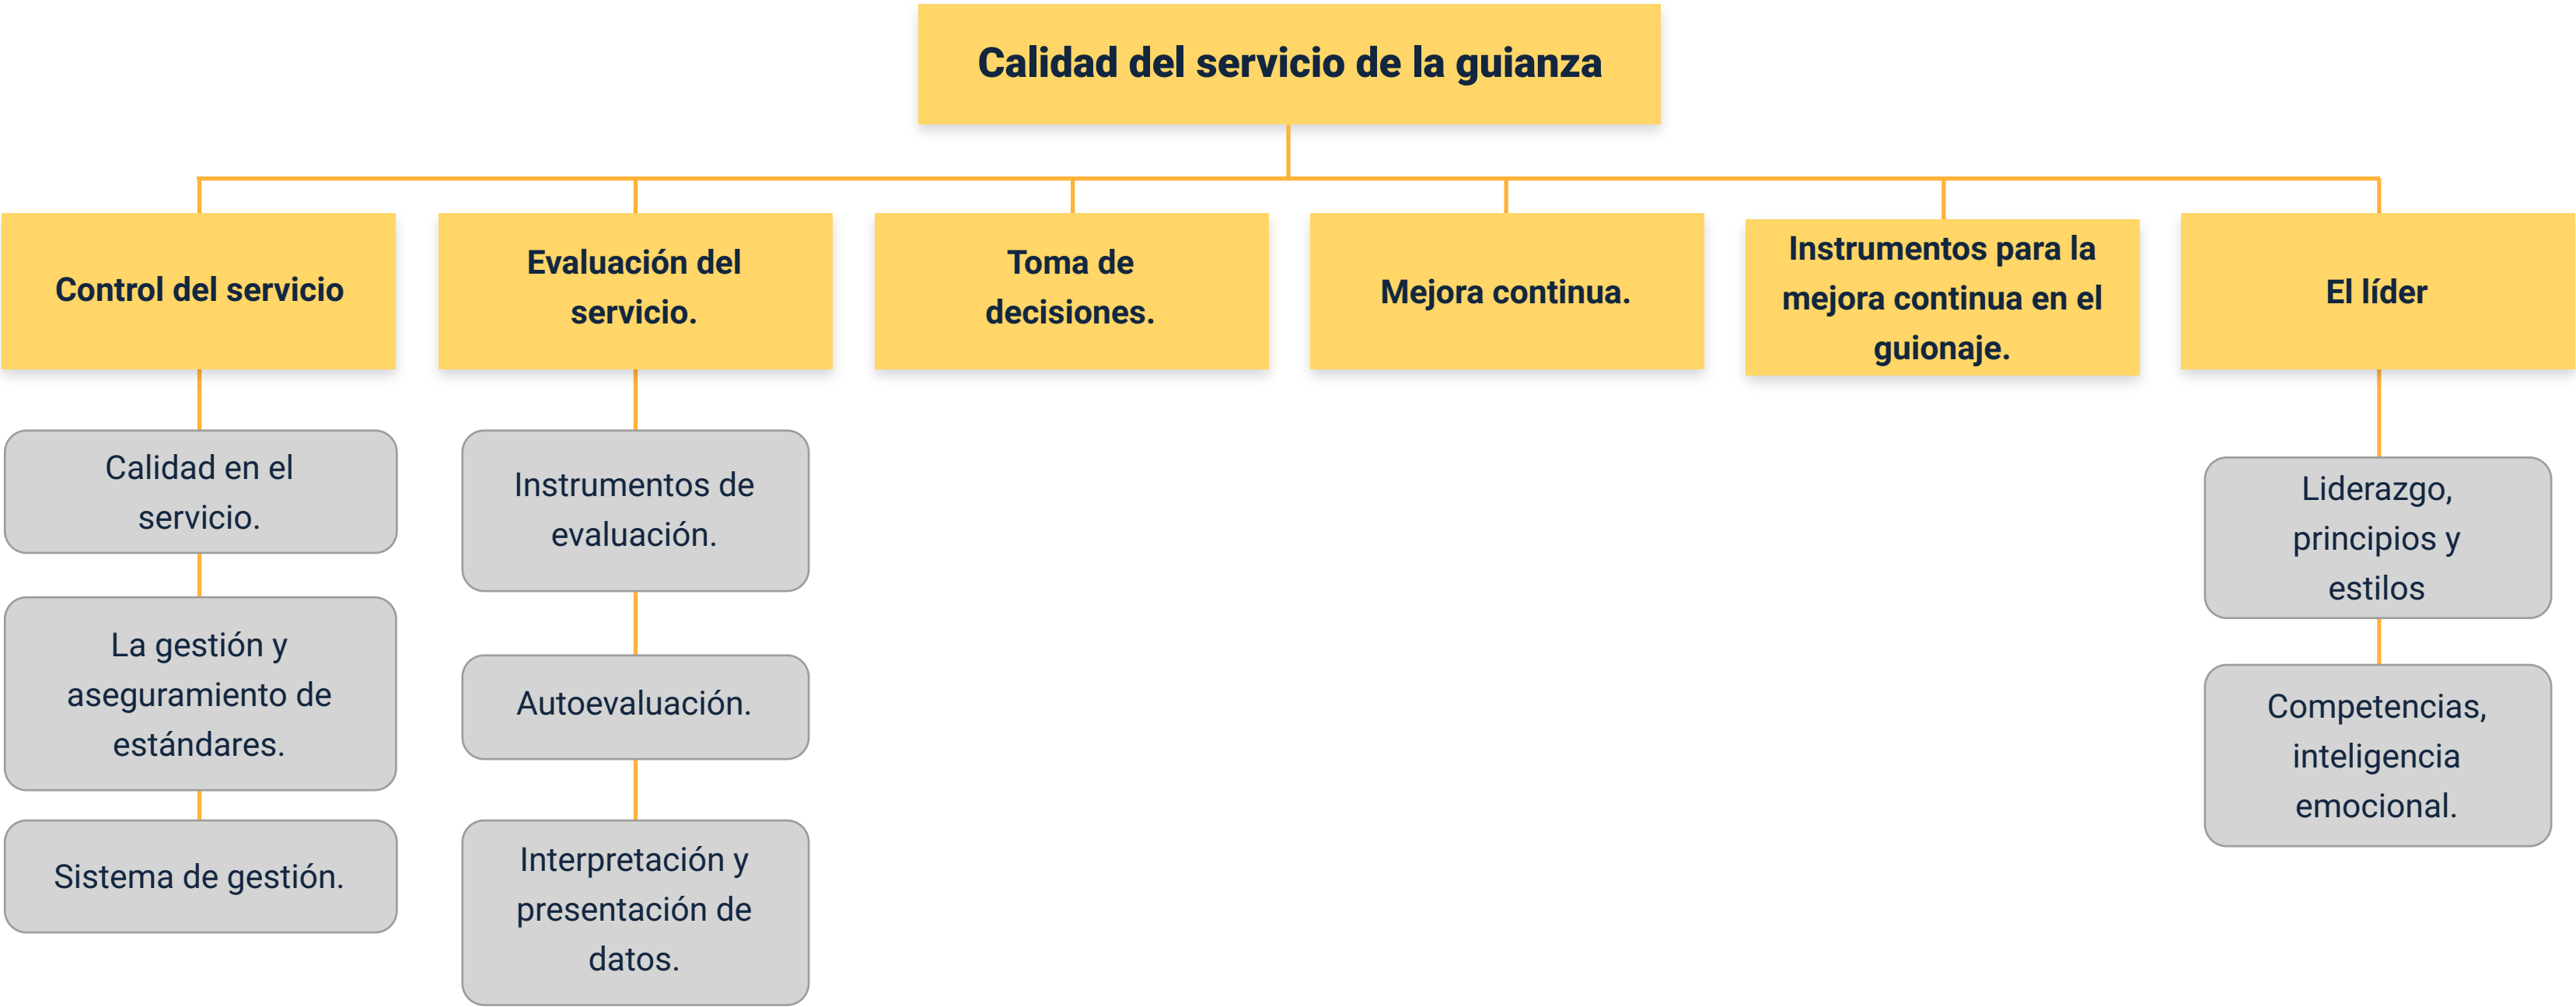 Calidad del servicio de la guianza
Control del servicio
Evaluación del
servicio.
Toma de
decisiones.
Mejora continua.
Instrumentos para la
mejora continua en el
guionaje.
El líder
Calidad en el
servicio.
La gestión y
aseguramiento de
estándares.
Sistema de gestión.
Instrumentos de
evaluación.
Autoevaluación.
Interpretación y
presentación de
datos.
Liderazgo,
principios y
estilos
Competencias,
inteligencia
emocional.